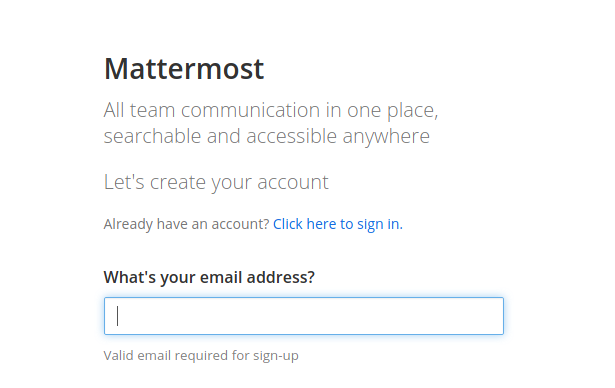 Mattermost
All team communication in one place,
searchable and accessible anywhere
Let's create your account
Already have an account? Click here to sign in.
What's your email address?
Valid email required for sign-up